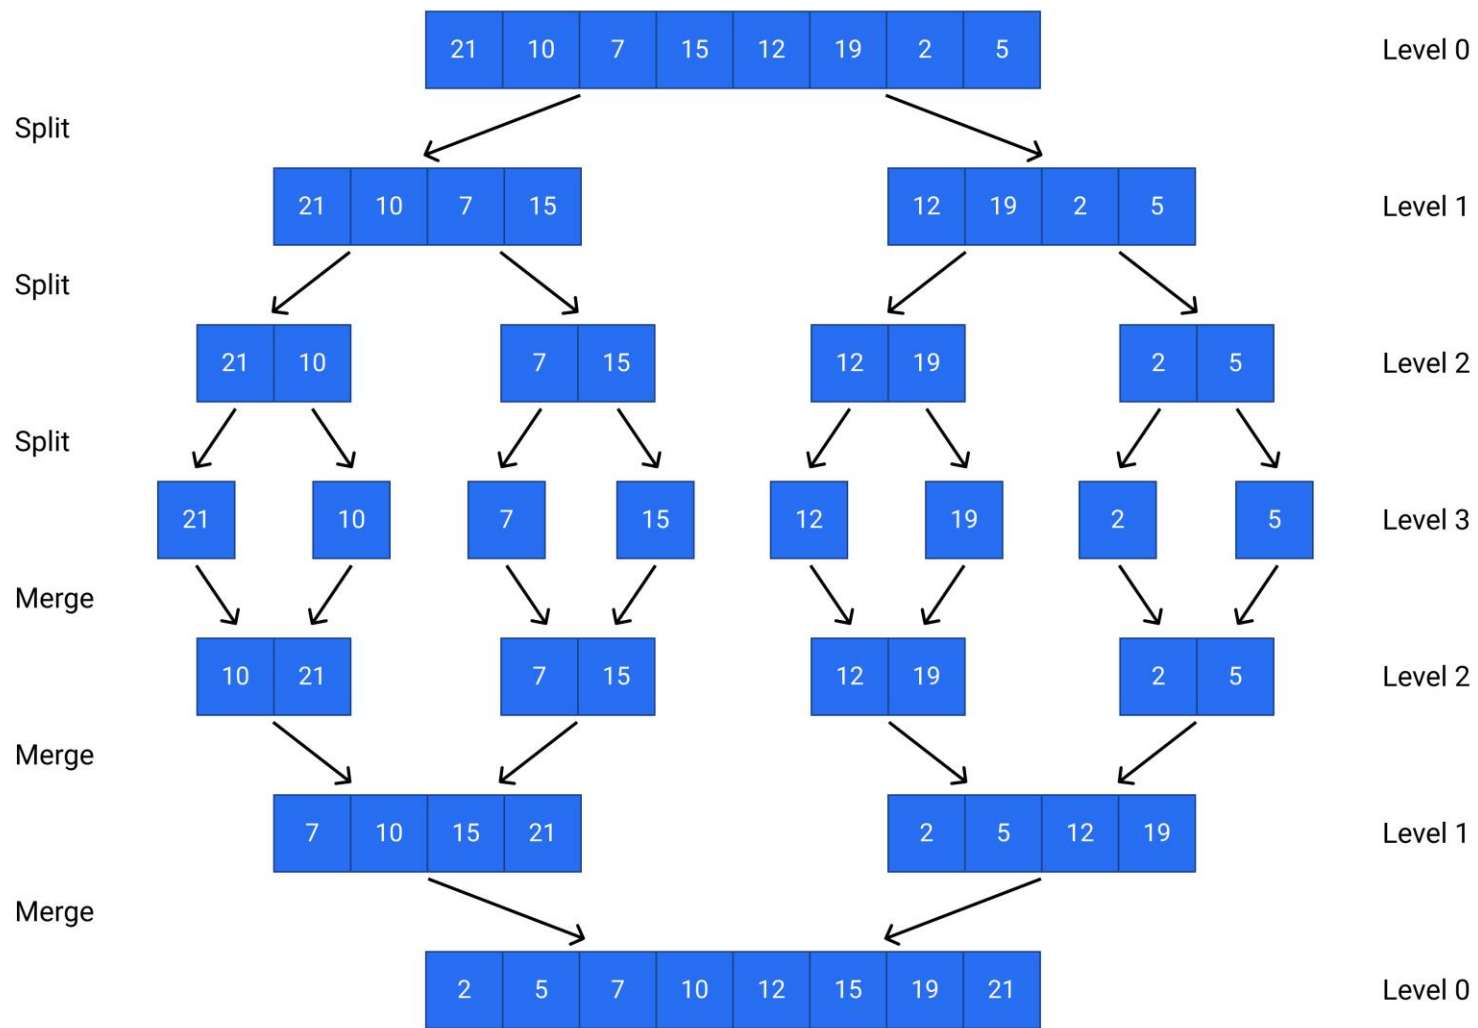 21 10 7 15 12 19 2 5 Level 0
Split
21 10 7 15 12 19 2 5 Level 1
Split
21 10 7 15 12 19 2 5 Level 2
Split
21 10 7 15 12 19 2 5 Level 3
Merge
10 21 7 15 12 19 2 5 Level 2
Merge
7 10 15 21 2 5 12 19 Level 1
Merge
2 5 7 10 12 15 19 21 Level 0